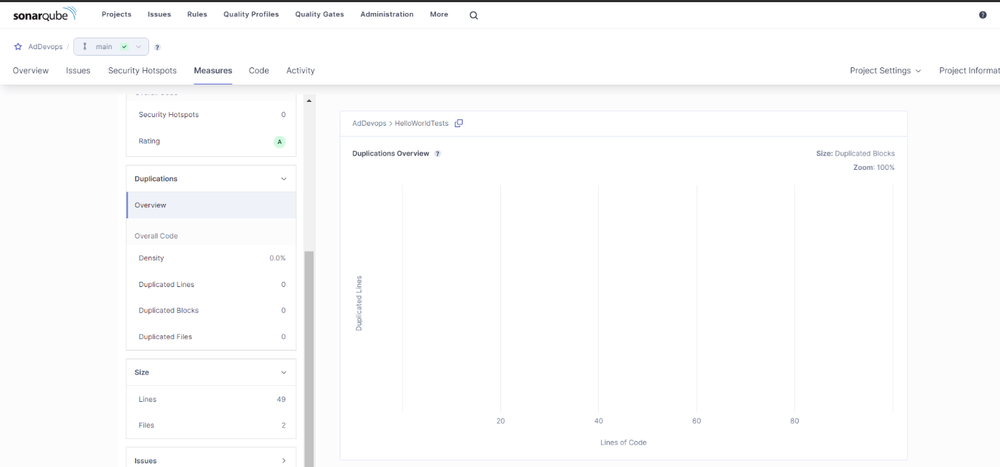 sonarqube Projects Issues Rules Quality Profiles Quality Gates Administration More ?
AdDevops / main ?
Overview Issues Security Hotspots Measures Code Activity Project Settings Project Informat
Overall Code
Security Hotspots 0
Rating A
Duplications
Overview
Overall Code
Density 0.0%
Duplicated Lines 0
Duplicated Blocks 0
Duplicated Files 0
Size
Lines 49
Files 2
Issues
AdDevops > HelloWorldTests
Duplications Overview ? Size: Duplicated Blocks
Zoom: 100%
Duplicated Lines
20 40 60 80
Lines of Code